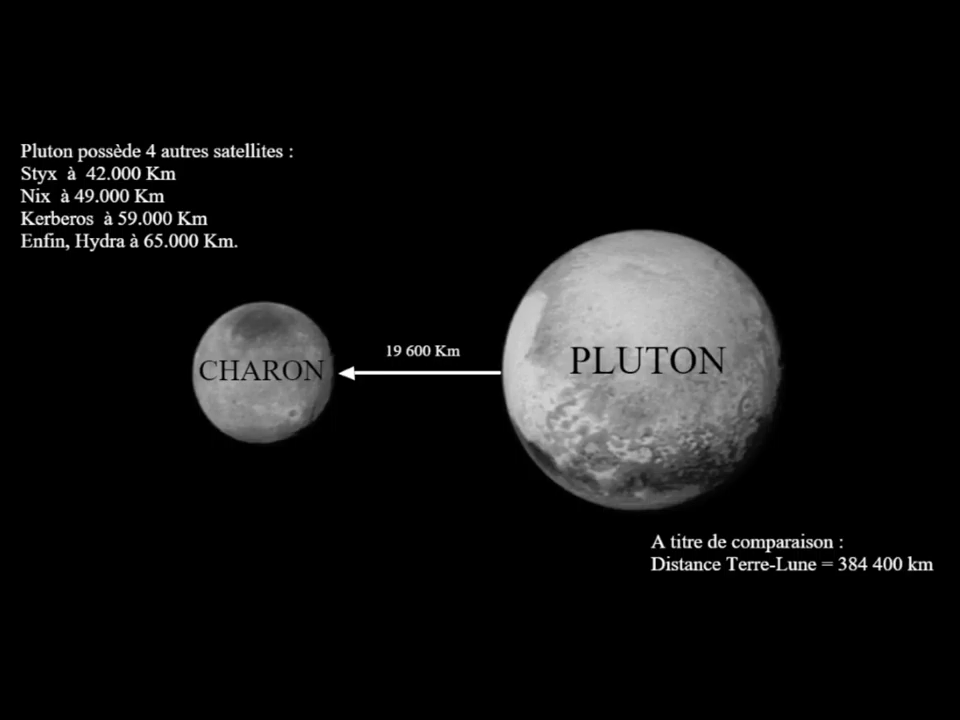 Pluton possède 4 autres satellites :
Styx à 42.000 Km
Nix à 49.000 Km
Kerberos à 59.000 Km
Enfin, Hydra à 65.000 Km.
CHARON
19 600 Km
PLUTON
A titre de comparaison :
Distance Terre-Lune = 384 400 km